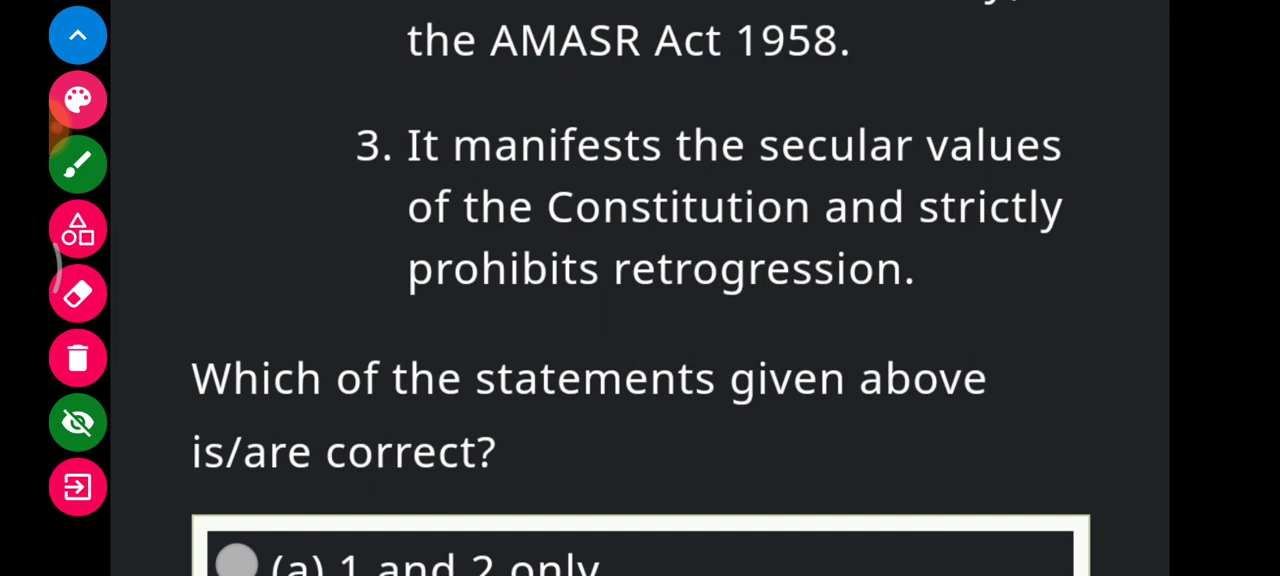 the AMASR Act 1958.
3. It manifests the secular values
of the Constitution and strictly
prohibits retrogression.
Which of the statements given above
is/are correct?
(a) 1 and 2 only